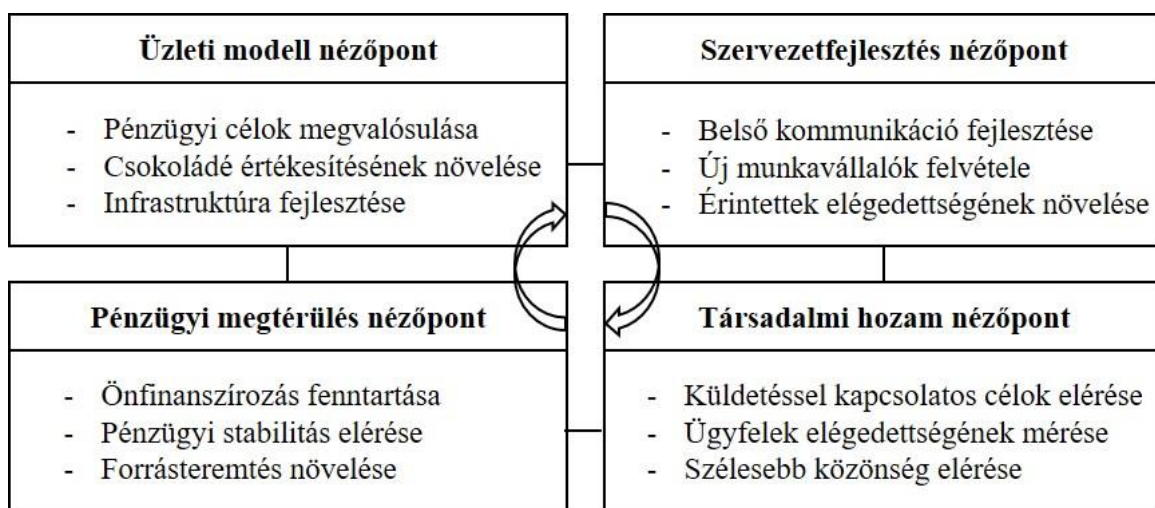 Üzleti modell nézőpont
- Pénzügyi célok megvalósulása
- Csokoládé értékesítésének növelése
- Infrastruktúra fejlesztése
Szervezetfejlesztés nézőpont
- Belső kommunikáció fejlesztése
- Új munkavállalók felvétele
- Érintettek elégedettségének növelése
Pénzügyi megtérülés nézőpont
- Önfinanszírozás fenntartása
- Pénzügyi stabilitás elérése
- Forrásteremtés növelése
Társadalmi hozam nézőpont
- Küldetéssel kapcsolatos célok elérése
- Ügyfelek elégedettségének mérése
- Szélesebb közönség elérése